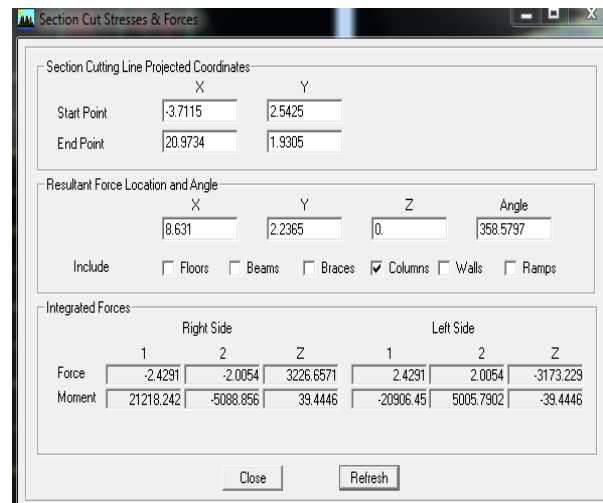 Section Cut Stresses & Forces
Section Cutting Line Projected Coordinates
X Y
Start Point -3.7115 2.5425
End Point 20.9734 1.9305
Resultant Force Location and Angle
X Y Z Angle
8.631 2.2365 0. 358.5797
Include Floors Beams Braces Columns Walls Ramps
Integrated Forces
Right Side Left Side
1 2 Z 1 2 Z
Force -2.4291 -2.0054 3226.6571 2.4291 2.0054 -3173.229
Moment 21218.242 -5088.856 39.4446 -20906.45 5005.7902 -39.4446
Close Refresh